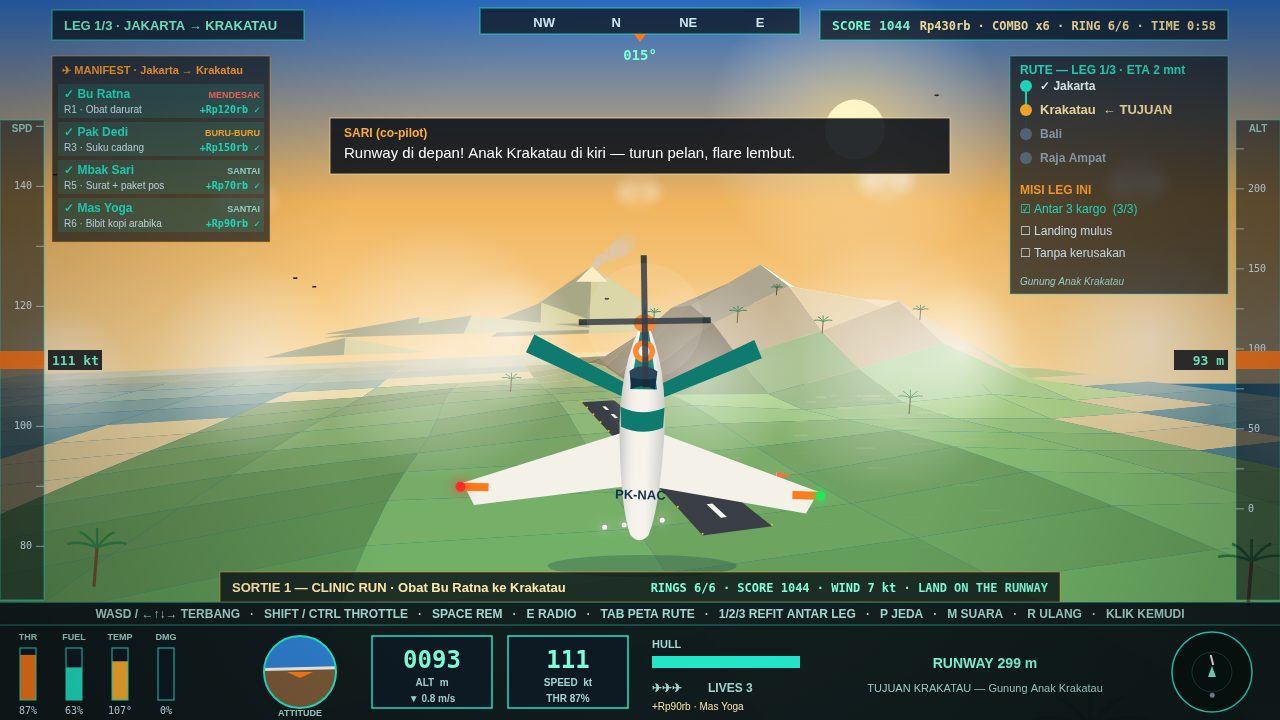 LEG 1/3 · JAKARTA → KRAKATAU
NW N NE E
015°
SCORE 1044 Rp430rb · COMBO x6 · RING 6/6 · TIME 0:58
✈ MANIFEST · Jakarta → Krakatau
✓ Bu Ratna MENDESAK
R1 · Obat darurat +Rp120rb ✓
✓ Pak Dedi BURU-BURU
R3 · Suku cadang +Rp150rb ✓
✓ Mbak Sari SANTAI
R5 · Surat + paket pos +Rp70rb ✓
✓ Mas Yoga SANTAI
R6 · Bibit kopi arabika +Rp90rb ✓
SARI (co-pilot)
Runway di depan! Anak Krakatau di kiri — turun pelan, flare lembut.
RUTE — LEG 1/3 · ETA 2 mnt
✓ Jakarta
Krakatau ← TUJUAN
Bali
Raja Ampat
MISI LEG INI
☑ Antar 3 kargo (3/3)
☐ Landing mulus
☐ Tanpa kerusakan
Gunung Anak Krakatau
SPD
140
120
111 kt
100
80
ALT
200
150
100
93 m
50
0
PK-NAC
SORTIE 1 — CLINIC RUN · Obat Bu Ratna ke Krakatau
RINGS 6/6 · SCORE 1044 · WIND 7 kt · LAND ON THE RUNWAY
WASD / ←↑↓→ TERBANG · SHIFT / CTRL THROTTLE · SPACE REM · E RADIO · TAB PETA RUTE · 1/2/3 REFIT ANTAR LEG · P JEDA · M SUARA · R ULANG · KLIK KEMUDI
THR FUEL TEMP DMG
87% 63% 107° 0%
ATTITUDE
0093
ALT m
▼ 0.8 m/s
111
SPEED kt
THR 87%
HULL
✈✈✈ LIVES 3
+Rp90rb · Mas Yoga
RUNWAY 299 m
TUJUAN KRAKATAU — Gunung Anak Krakatau